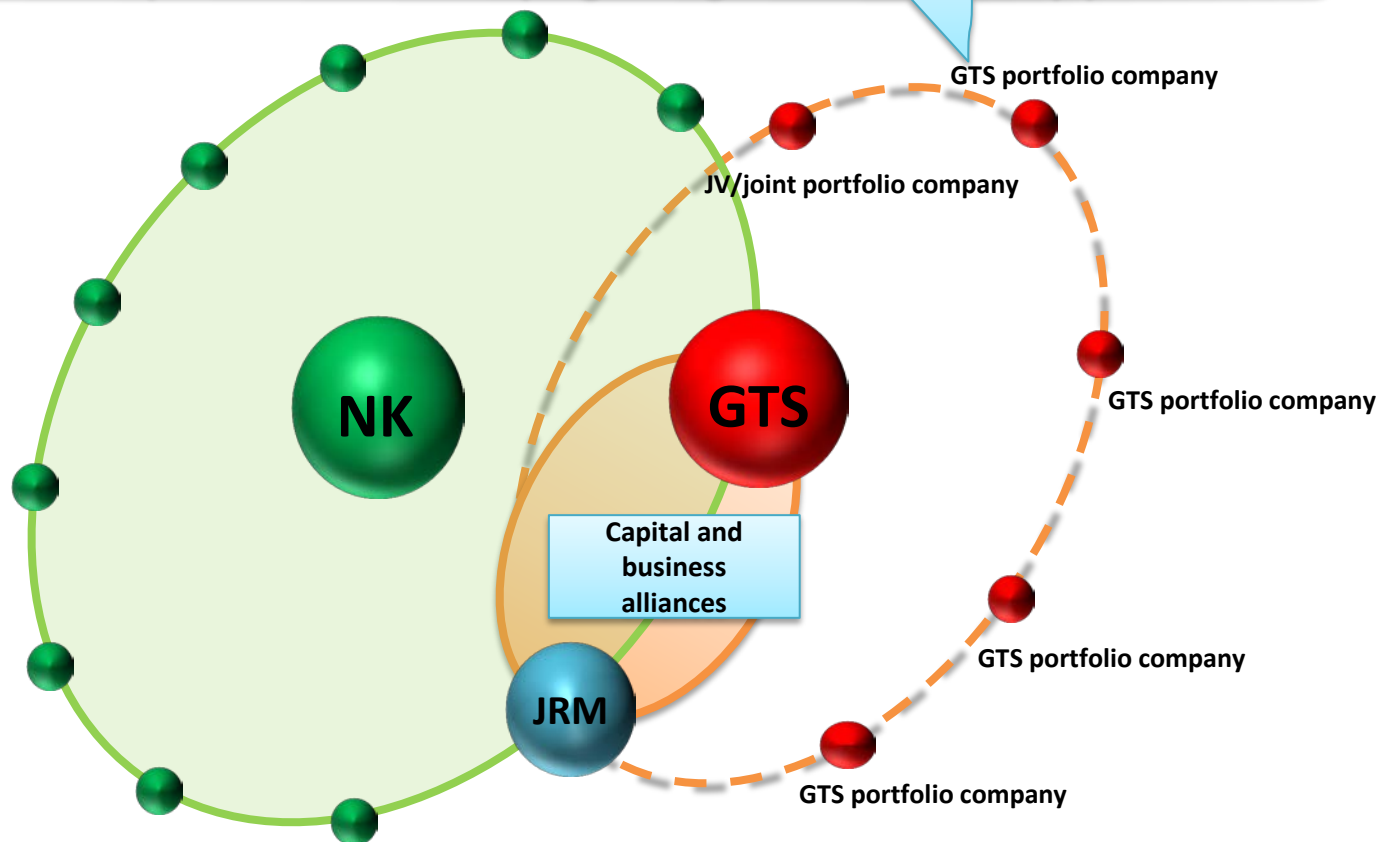 GTS portfolio company
JV/joint portfolio company
NK
GTS
GTS portfolio company
Capital and
business
alliances
GTS portfolio company
JRM
GTS portfolio company